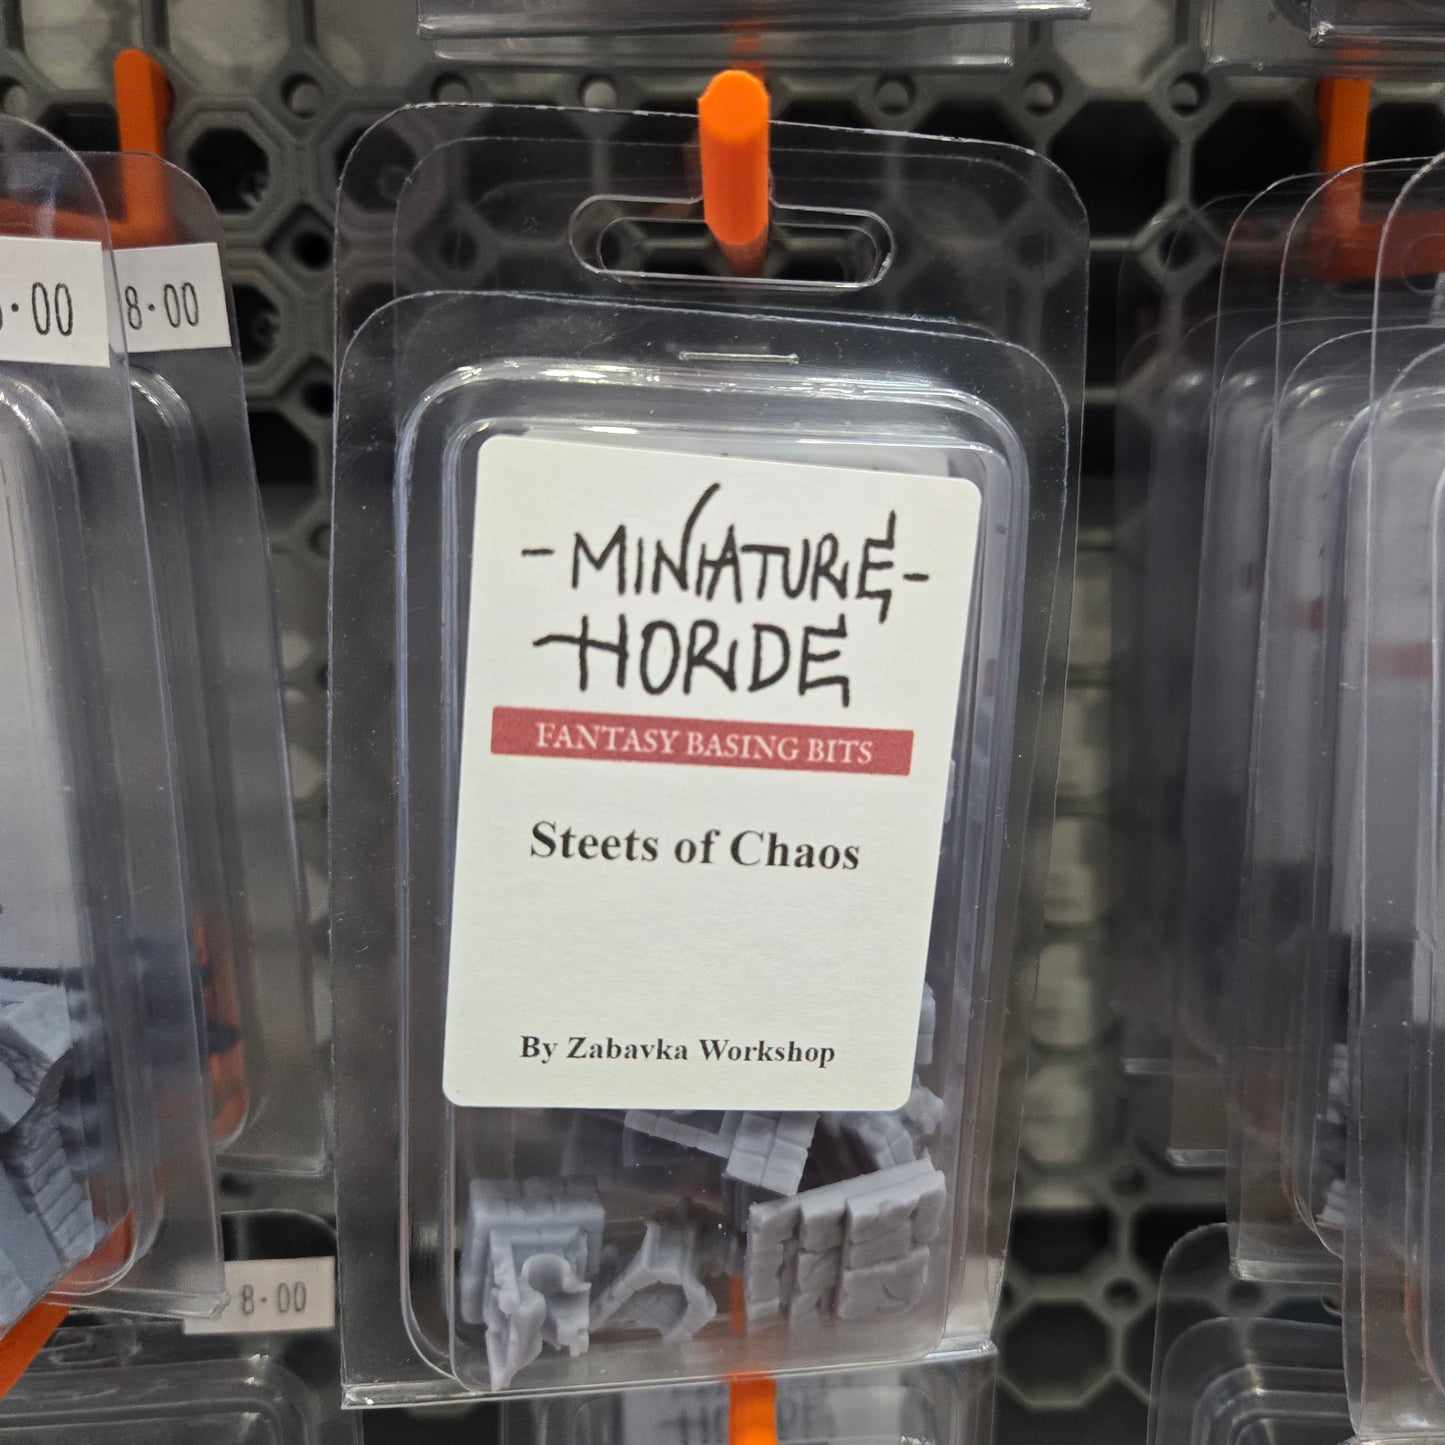 8·00
- MINIATURE -
HORDE
FANTASY BASING BITS
Steets of Chaos
By Zabavka Workshop
8·00